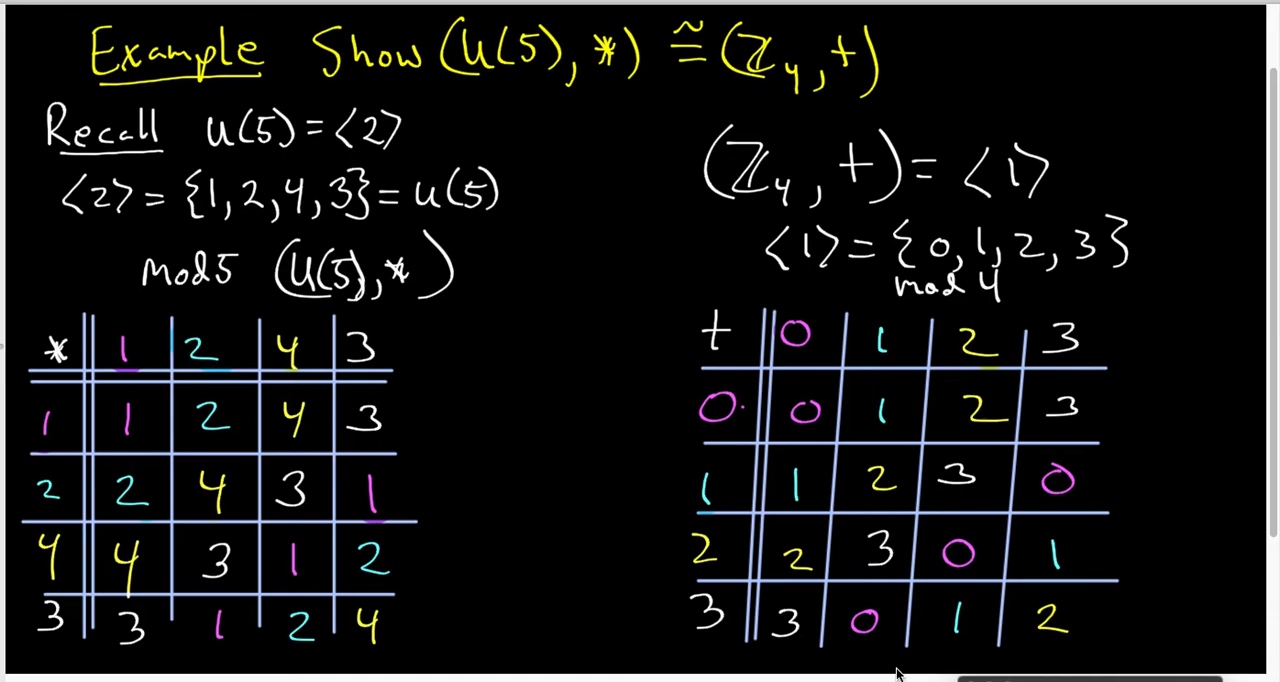 Example Show (U(5), *) ≅ (ℤ₄, +)
Recall U(5) = <2>
<2> = {1, 2, 4, 3} = U(5)
mod 5 (U(5), *)
(ℤ₄, +) = <1>
<1> = {0, 1, 2, 3}
mod 4
* 1 2 4 3
1 1 2 4 3
2 2 4 3 1
4 4 3 1 2
3 3 1 2 4
+ 0 1 2 3
0 0 1 2 3
1 1 2 3 0
2 2 3 0 1
3 3 0 1 2